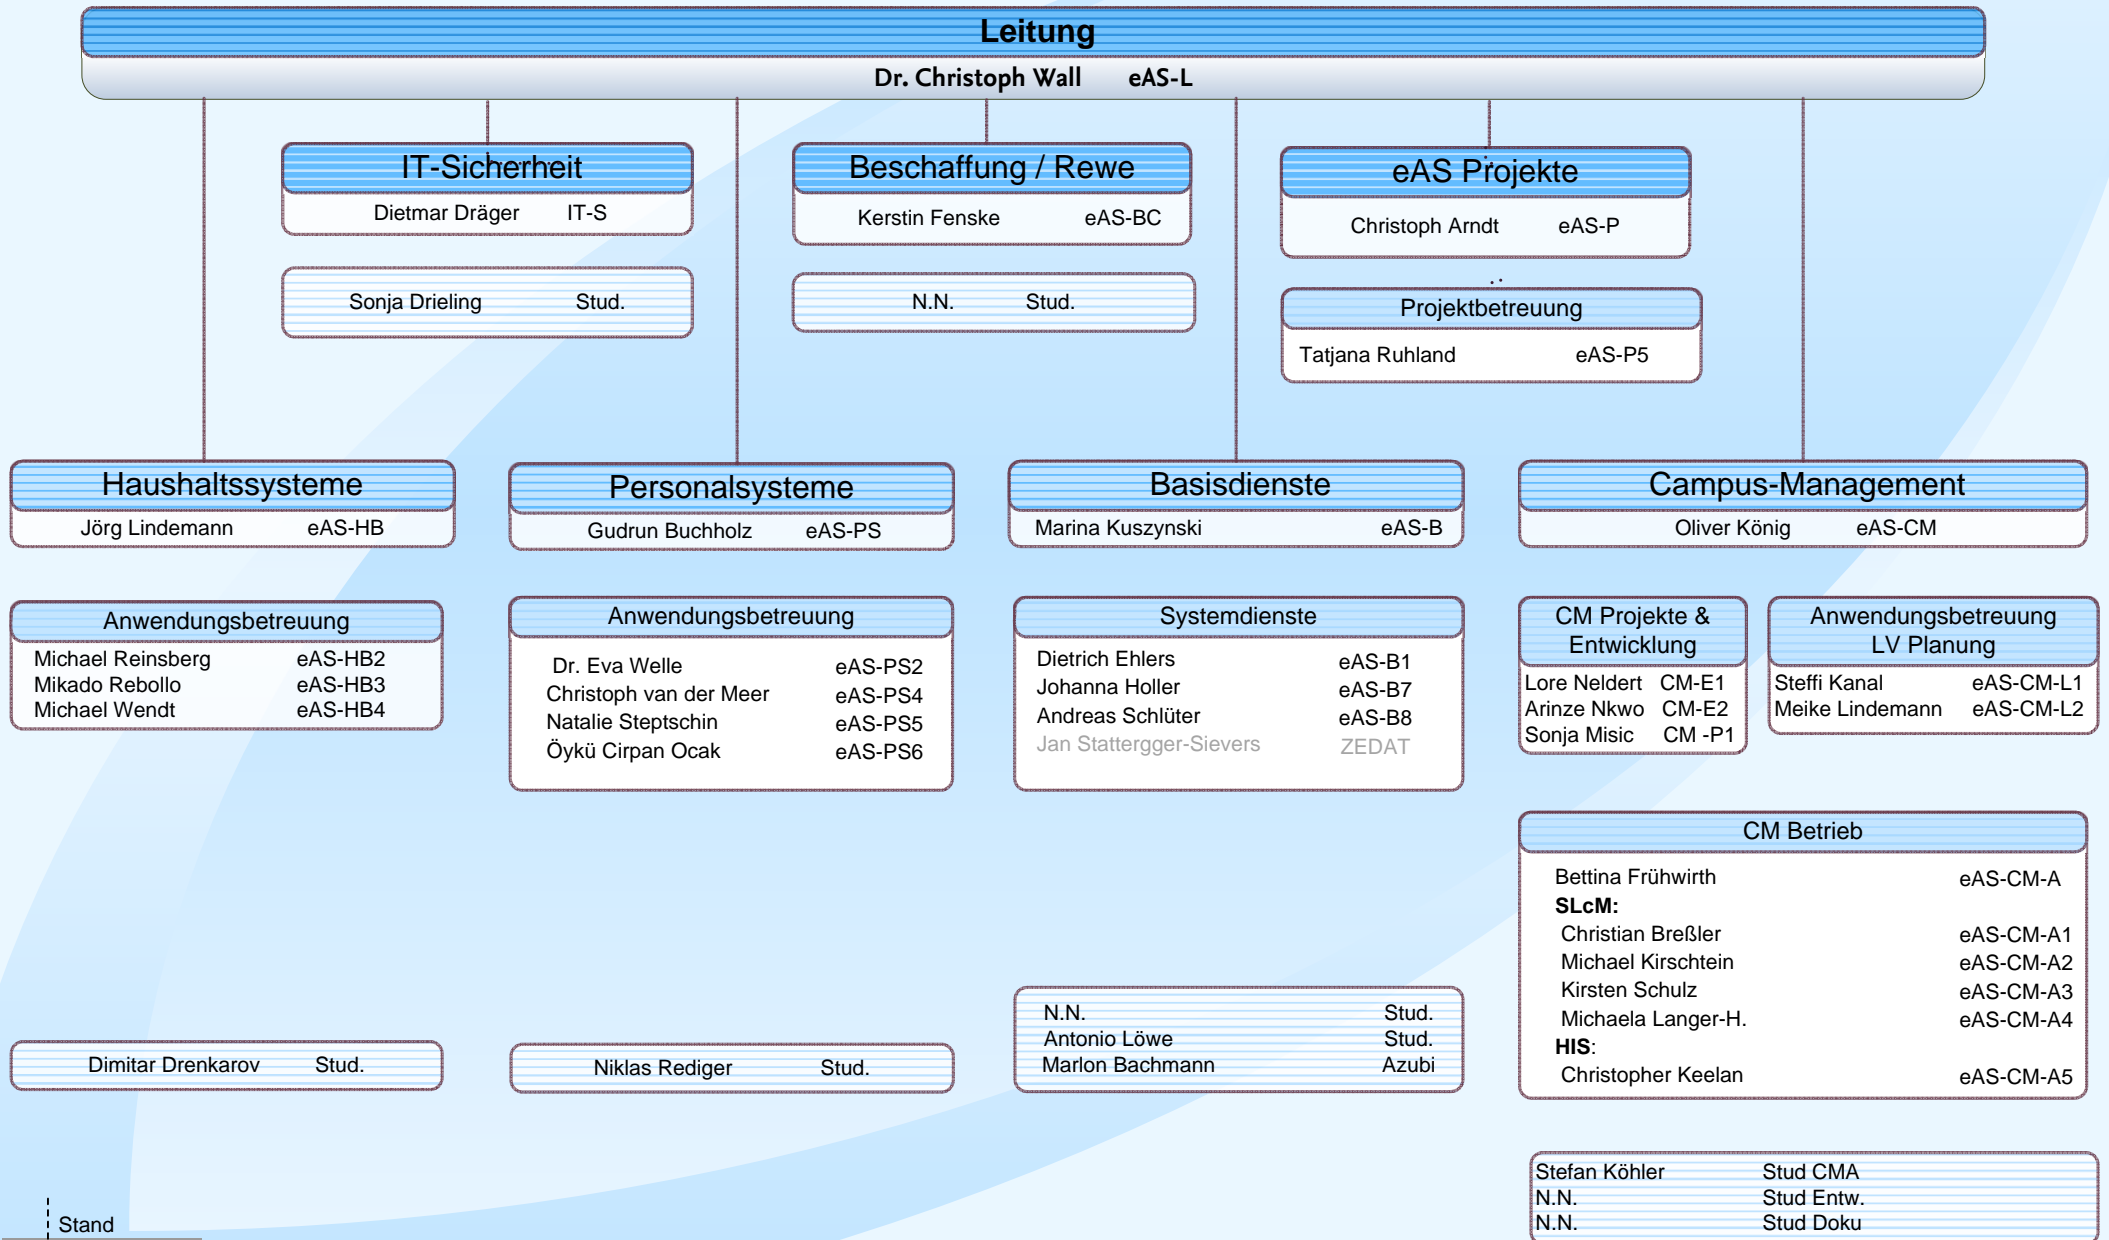 Leitung
Dr. Christoph Wall eAS-L
IT-Sicherheit
Dietmar Dräger IT-S
Sonja Drieling Stud.
Beschaffung / Rewe
Kerstin Fenske eAS-BC
N.N. Stud.
eAS Projekte
Christoph Arndt eAS-P
Projektbetreuung
Tatjana Ruhland eAS-P5
Haushaltssysteme
Jörg Lindemann eAS-HB
Anwendungsbetreuung
Michael Reinsberg eAS-HB2
Mikado Rebollo eAS-HB3
Michael Wendt eAS-HB4
Dimitar Drenkarov Stud.
Personalsysteme
Gudrun Buchholz eAS-PS
Anwendungsbetreuung
Dr. Eva Welle eAS-PS2
Christoph van der Meer eAS-PS4
Natalie Steptschin eAS-PS5
Öykü Cirpan Ocak eAS-PS6
Niklas Rediger Stud.
Basisdienste
Marina Kuszynski eAS-B
Systemdienste
Dietrich Ehlers eAS-B1
Johanna Holler eAS-B7
Andreas Schlüter eAS-B8
Jan Stattergger-Sievers ZEDAT
N.N. Stud.
Antonio Löwe Stud.
Marlon Bachmann Azubi
Campus-Management
Oliver König eAS-CM
CM Projekte &
Entwicklung
Lore Neldert CM-E1
Arinze Nkwo CM-E2
Sonja Misic CM -P1
Anwendungsbetreuung
LV Planung
Steffi Kanal eAS-CM-L1
Meike Lindemann eAS-CM-L2
CM Betrieb
Bettina Frühwirth eAS-CM-A
SLcM:
Christian Breßler eAS-CM-A1
Michael Kirschtein eAS-CM-A2
Kirsten Schulz eAS-CM-A3
Michaela Langer-H. eAS-CM-A4
HIS:
Christopher Keelan eAS-CM-A5
Stefan Köhler Stud CMA
N.N. Stud Entw.
N.N. Stud Doku
Stand